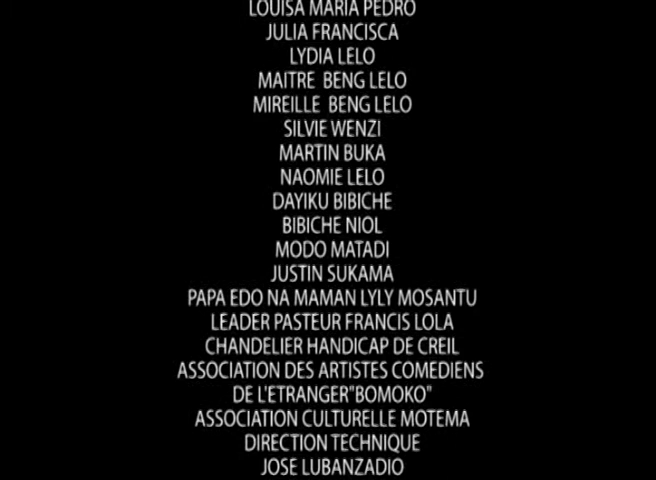 LOUISA MARIA PEDRO
JULIA FRANCISCA
LYDIA LELO
MAITRE BENG LELO
MIREILLE BENG LELO
SILVIE WENZI
MARTIN BUKA
NAOMIE LELO
DAYIKU BIBICHE
BIBICHE NIOL
MODO MATADI
JUSTIN SUKAMA
PAPA EDO NA MAMAN LYLY MOSANTU
LEADER PASTEUR FRANCIS LOLA
CHANDELIER HANDICAP DE CREIL
ASSOCIATION DES ARTISTES COMEDIENS
DE L'ETRANGER"BOMOKO"
ASSOCIATION CULTURELLE MOTEMA
DIRECTION TECHNIQUE
JOSE LUBANZADIO